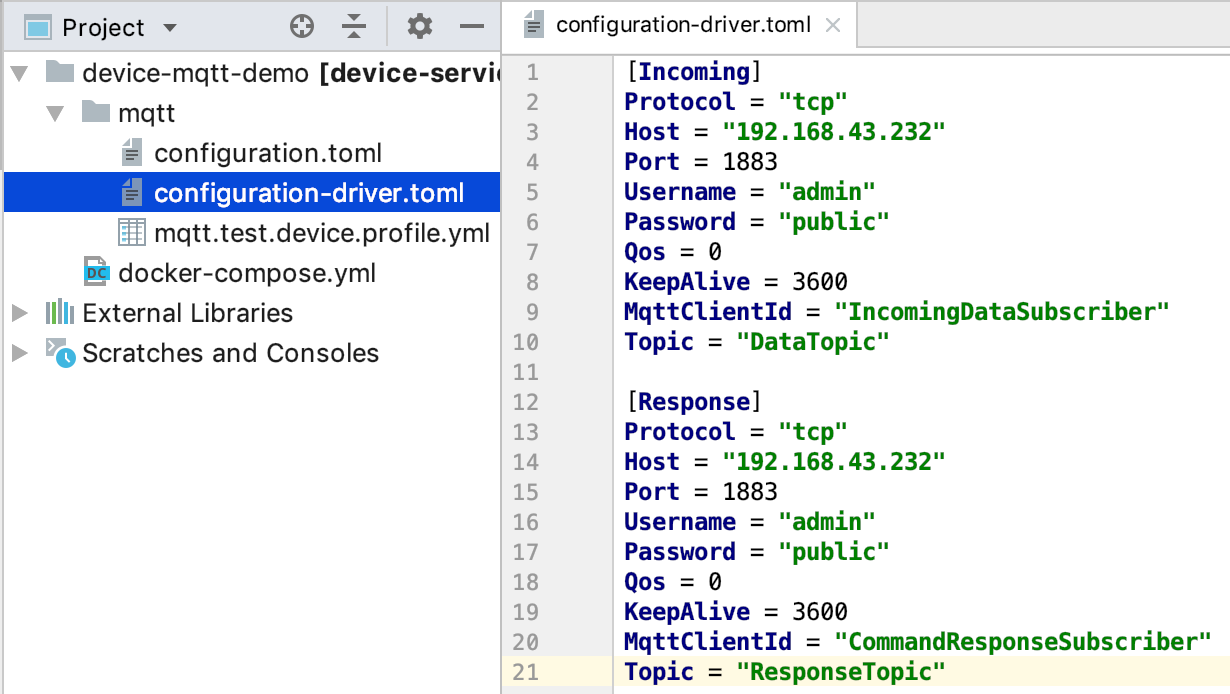 Project
device-mqtt-demo [device-servic
mqtt
configuration.toml
configuration-driver.toml
mqtt.test.device.profile.yml
DC docker-compose.yml
External Libraries
Scratches and Consoles
configuration-driver.toml
1 [Incoming]
2 Protocol = "tcp"
3 Host = "192.168.43.232"
4 Port = 1883
5 Username = "admin"
6 Password = "public"
7 Qos = 0
8 KeepAlive = 3600
9 MqttClientId = "IncomingDataSubscriber"
10 Topic = "DataTopic"
11
12 [Response]
13 Protocol = "tcp"
14 Host = "192.168.43.232"
15 Port = 1883
16 Username = "admin"
17 Password = "public"
18 Qos = 0
19 KeepAlive = 3600
20 MqttClientId = "CommandResponseSubscriber"
21 Topic = "ResponseTopic"